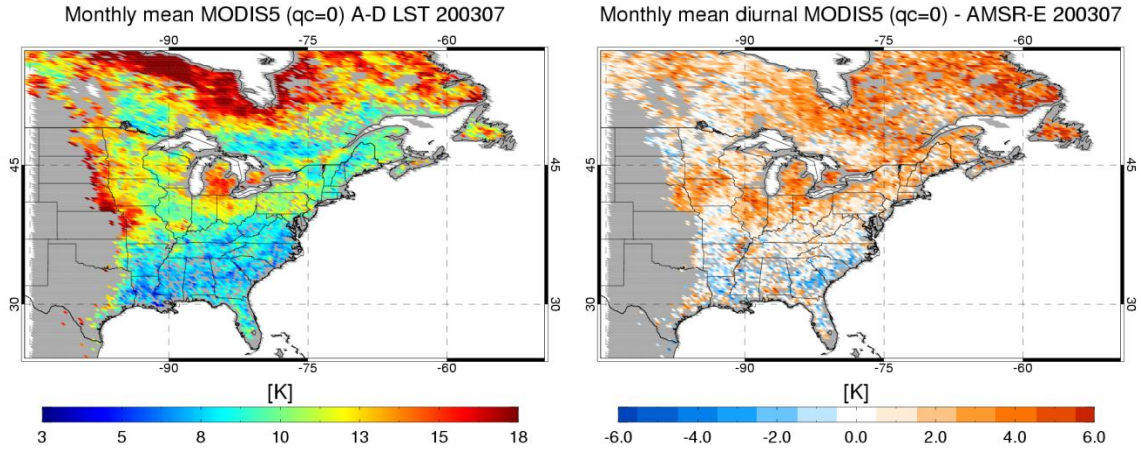 Monthly mean MODIS5 (qc=0) A-D LST 200307
-90 -75 -60
45 45
30 30
-90 -75 -60
[K]
3 5 8 10 13 15 18
Monthly mean diurnal MODIS5 (qc=0) - AMSR-E 200307
-90 -75 -60
45 45
30 30
-90 -75 -60
[K]
-6.0 -4.0 -2.0 0.0 2.0 4.0 6.0